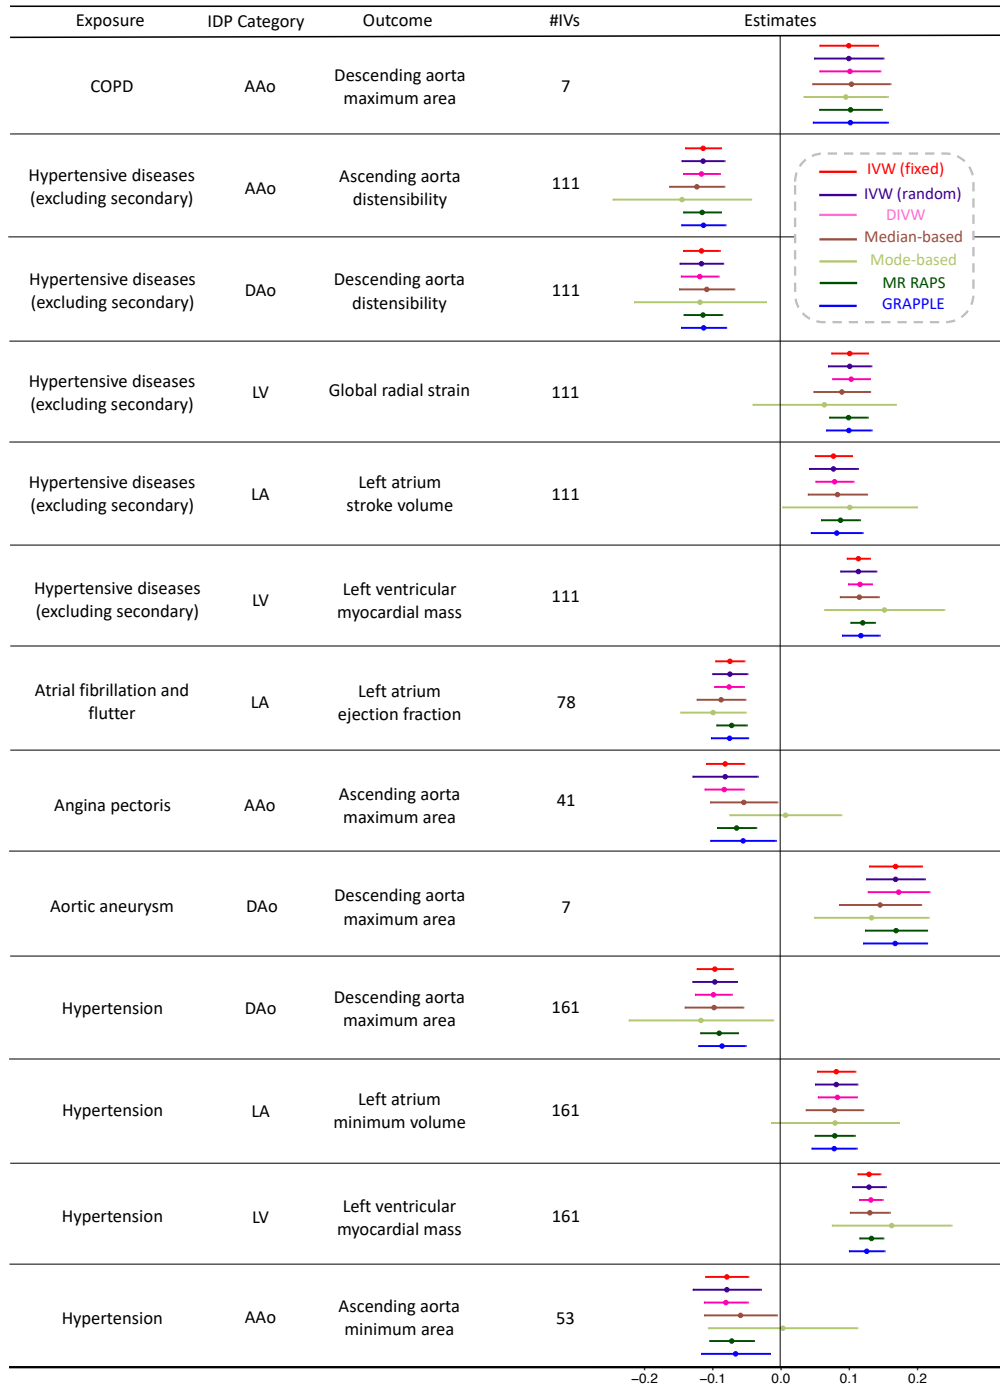 Exposure IDP Category Outcome #IVs Estimates
COPD AAo Descending aorta 7
maximum area
Hypertensive diseases AAo Ascending aorta 111
(excluding secondary) distensibility
IVW (fixed)
IVW (random)
DIVW
Median-based
Mode-based
MR RAPS
GRAPPLE
Hypertensive diseases DAo Descending aorta 111
(excluding secondary) distensibility
Hypertensive diseases LV Global radial strain 111
(excluding secondary)
Hypertensive diseases LA Left atrium 111
(excluding secondary) stroke volume
Hypertensive diseases LV Left ventricular 111
(excluding secondary) myocardial mass
Atrial fibrillation and LA Left atrium 78
flutter ejection fraction
Angina pectoris AAo Ascending aorta 41
maximum area
Aortic aneurysm DAo Descending aorta 7
maximum area
Hypertension DAo Descending aorta 161
maximum area
Hypertension LA Left atrium 161
minimum volume
Hypertension LV Left ventricular 161
myocardial mass
Hypertension AAo Ascending aorta 53
minimum area
−0.2 −0.1 0.0 0.1 0.2